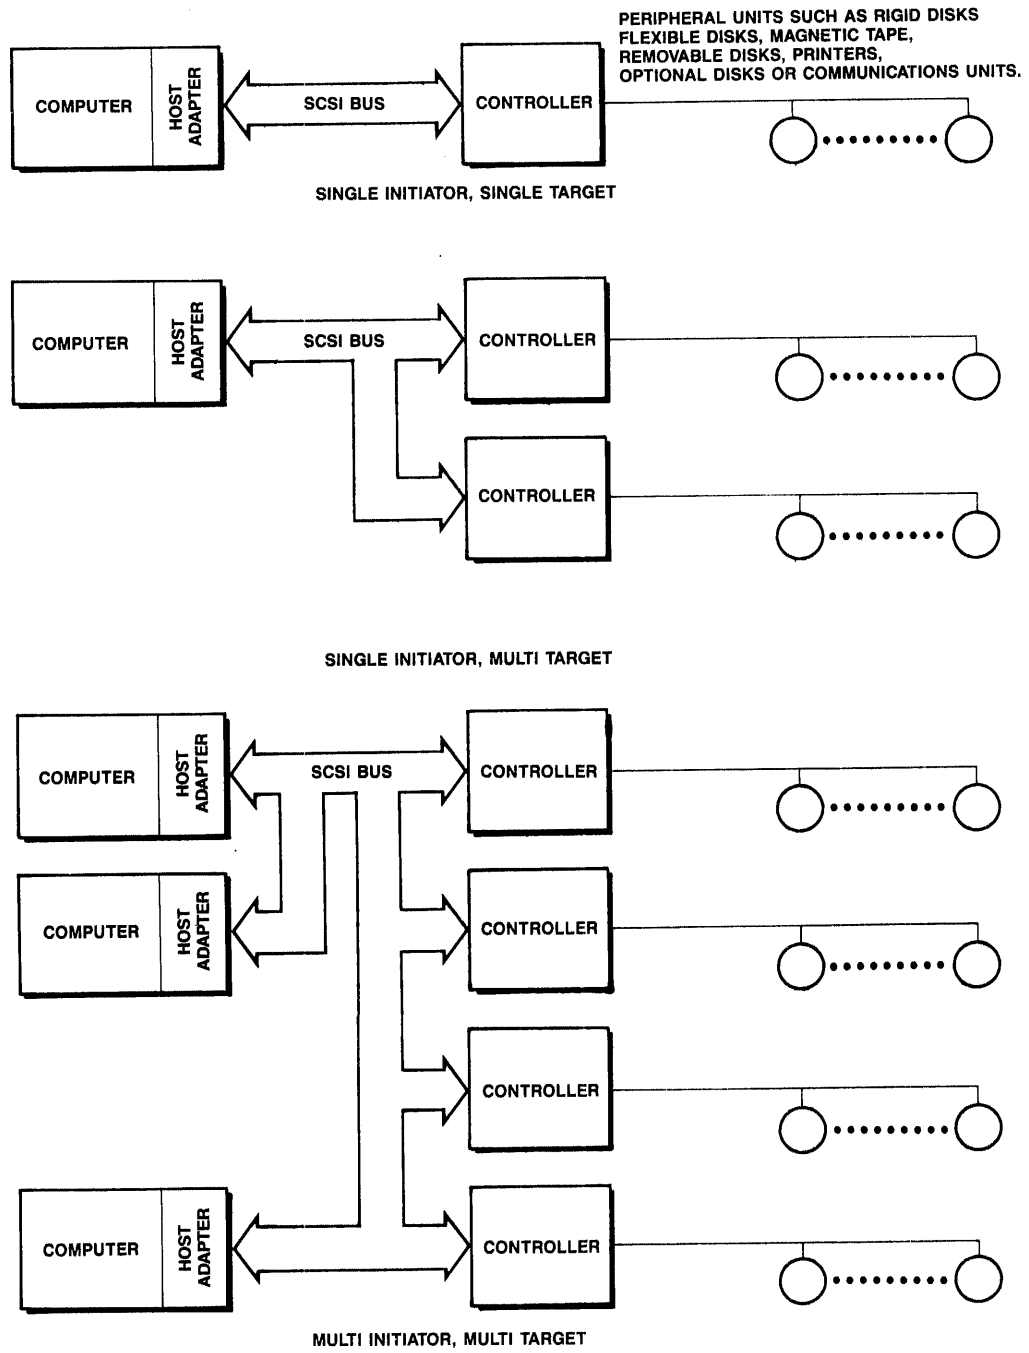 PERIPHERAL UNITS SUCH AS RIGID DISKS
FLEXIBLE DISKS, MAGNETIC TAPE,
REMOVABLE DISKS, PRINTERS,
OPTIONAL DISKS OR COMMUNICATIONS UNITS.
COMPUTER
HOST
ADAPTER
SCSI BUS
CONTROLLER
SINGLE INITIATOR, SINGLE TARGET
COMPUTER
HOST
ADAPTER
SCSI BUS
CONTROLLER
CONTROLLER
SINGLE INITIATOR, MULTI TARGET
COMPUTER
HOST
ADAPTER
SCSI BUS
CONTROLLER
COMPUTER
HOST
ADAPTER
CONTROLLER
CONTROLLER
COMPUTER
HOST
ADAPTER
CONTROLLER
MULTI INITIATOR, MULTI TARGET